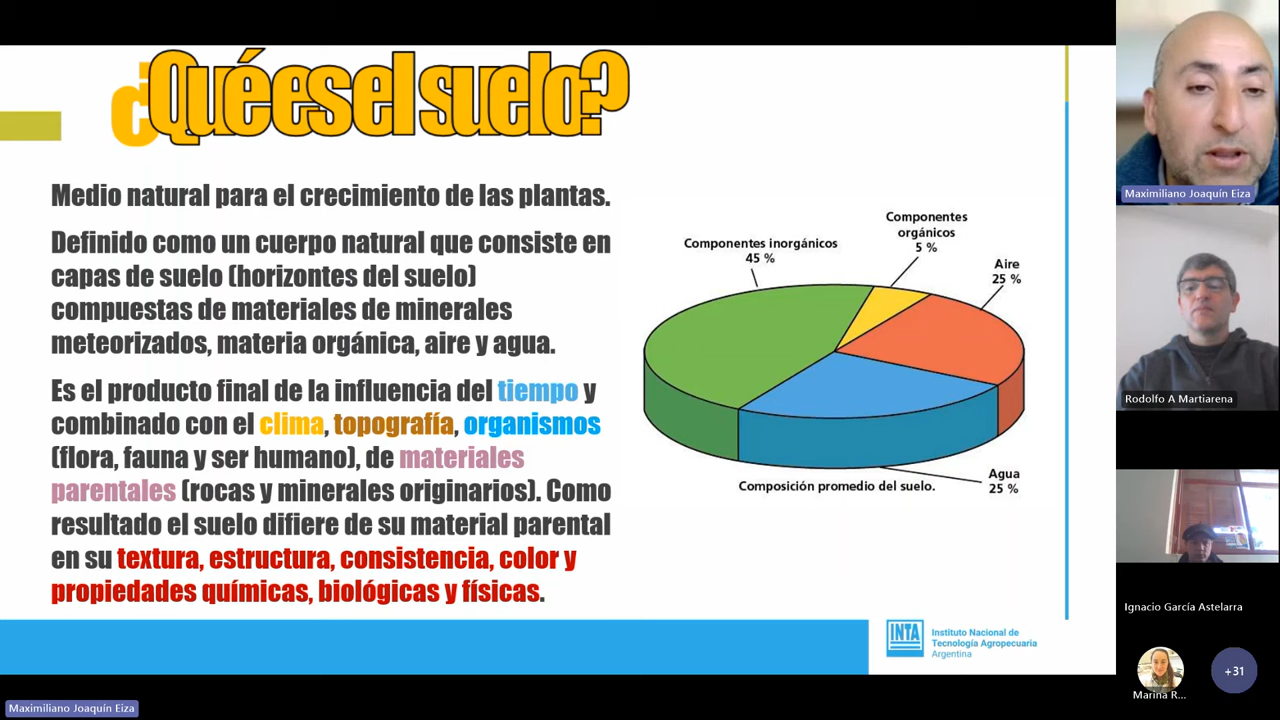 ¿Qué es el suelo?
Medio natural para el crecimiento de las plantas.
Definido como un cuerpo natural que consiste en
capas de suelo (horizontes del suelo)
compuestas de materiales de minerales
meteorizados, materia orgánica, aire y agua.
Es el producto final de la influencia del tiempo y
combinado con el clima, topografía, organismos
(flora, fauna y ser humano), de materiales
parentales (rocas y minerales originarios). Como
resultado el suelo difiere de su material parental
en su textura, estructura, consistencia, color y
propiedades químicas, biológicas y físicas.
Componentes inorgánicos
45 %
Componentes
orgánicos
5 %
Aire
25 %
Agua
25 %
Composición promedio del suelo.
INTA
Instituto Nacional de
Tecnología Agropecuaria
Argentina
Maximiliano Joaquín Eiza
Rodolfo A Martiarena
Ignacio García Astelarra
Marina R...
+31
Maximiliano Joaquín Eiza